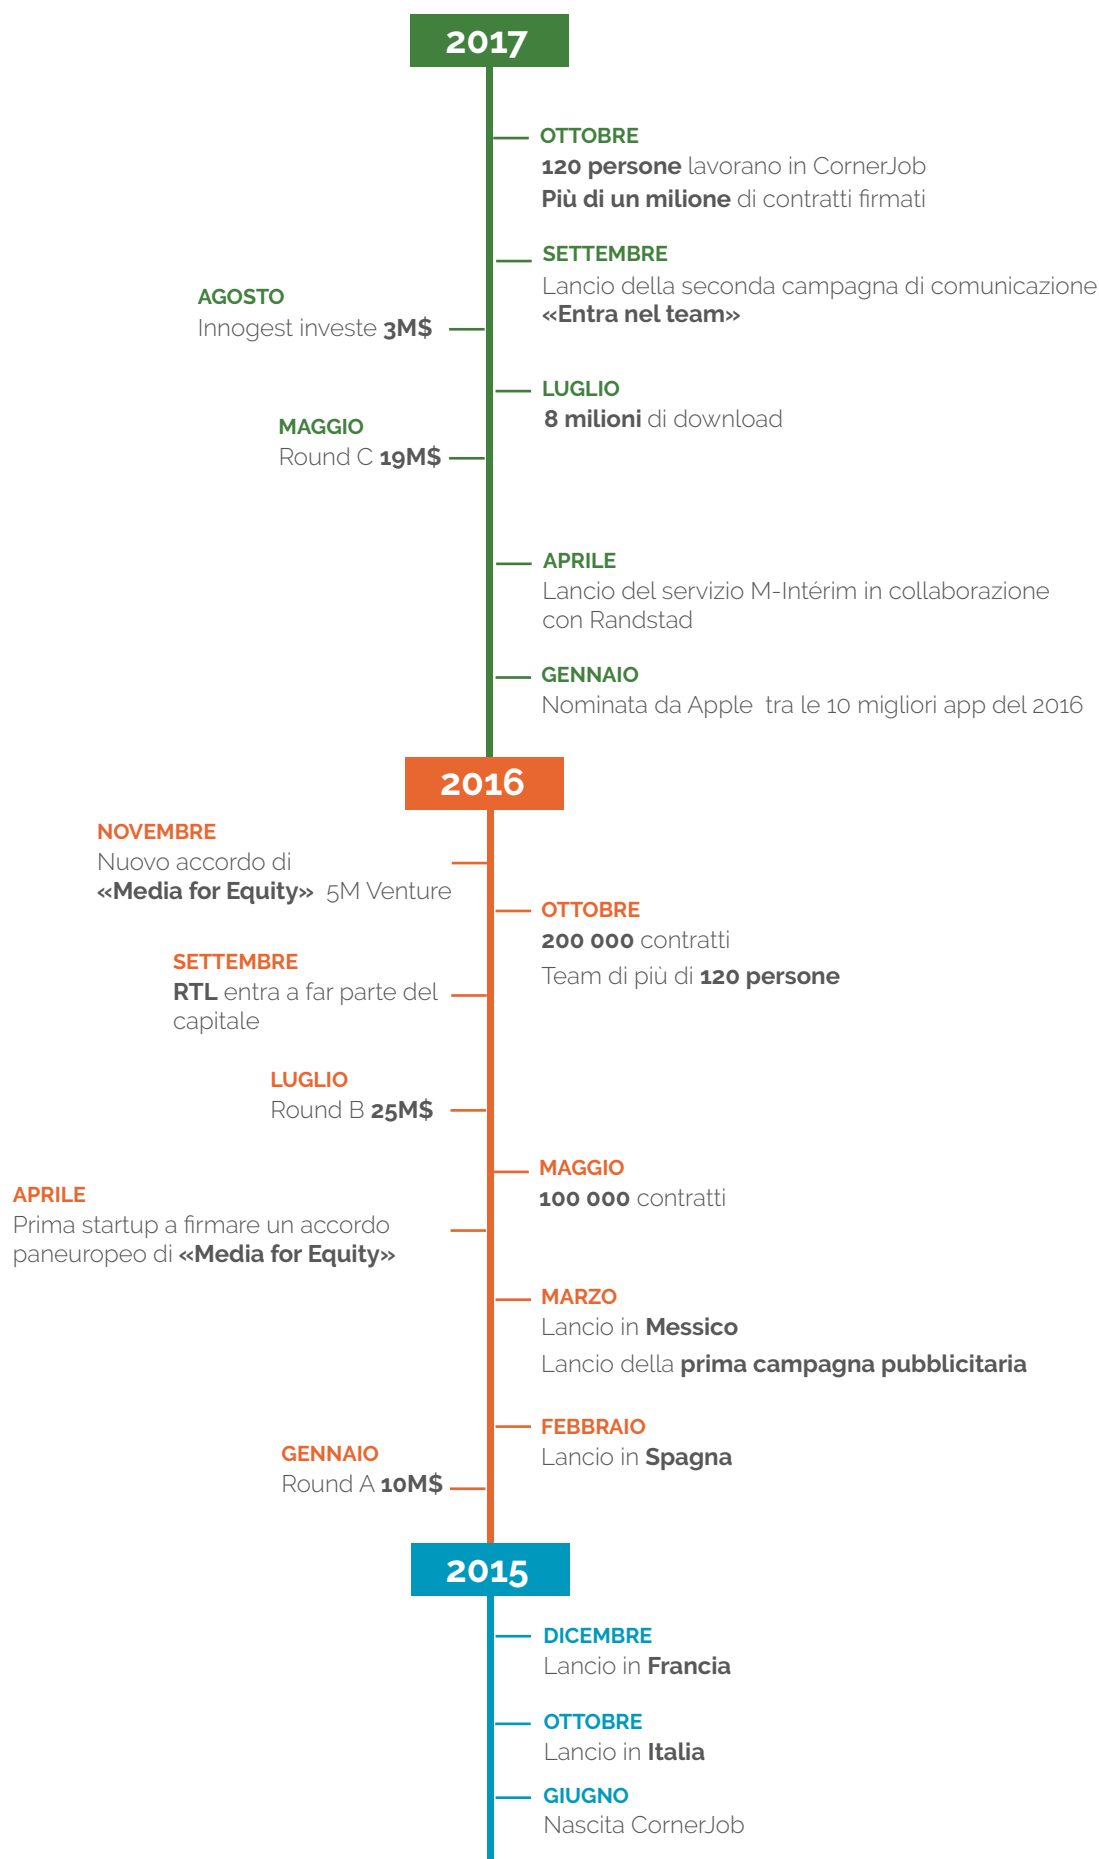 2017
OTTOBRE
120 persone lavorano in CornerJob
Più di un milione di contratti firmati
SETTEMBRE
Lancio della seconda campagna di comunicazione
«Entra nel team»
AGOSTO
Innogest investe 3M$
LUGLIO
8 milioni di download
MAGGIO
Round C 19M$
APRILE
Lancio del servizio M-Intérim in collaborazione
con Randstad
GENNAIO
Nominata da Apple tra le 10 migliori app del 2016
2016
NOVEMBRE
Nuovo accordo di
«Media for Equity» 5M Venture
OTTOBRE
200 000 contratti
Team di più di 120 persone
SETTEMBRE
RTL entra a far parte del
capitale
LUGLIO
Round B 25M$
MAGGIO
100 000 contratti
APRILE
Prima startup a firmare un accordo
paneuropeo di «Media for Equity»
MARZO
Lancio in Messico
Lancio della prima campagna pubblicitaria
FEBBRAIO
Lancio in Spagna
GENNAIO
Round A 10M$
2015
DICEMBRE
Lancio in Francia
OTTOBRE
Lancio in Italia
GIUGNO
Nascita CornerJob